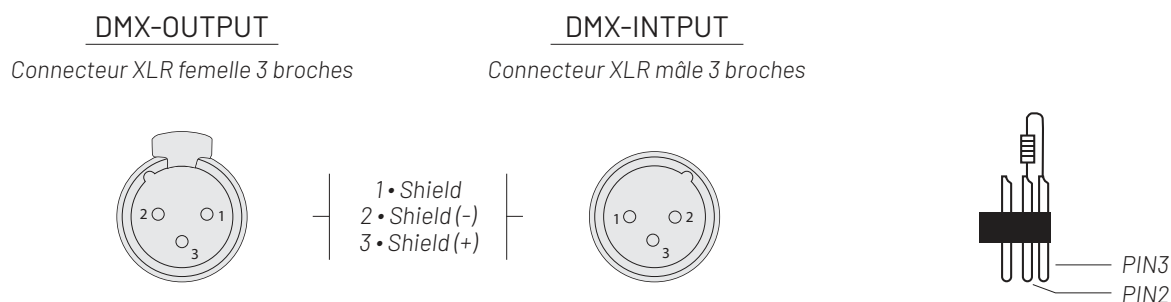 DMX-OUTPUT
Connecteur XLR femelle 3 broches
DMX-INTPUT
Connecteur XLR mâle 3 broches
2
1
3
1 • Shield
2 • Shield (-)
3 • Shield (+)
1
2
3
PIN3
PIN2